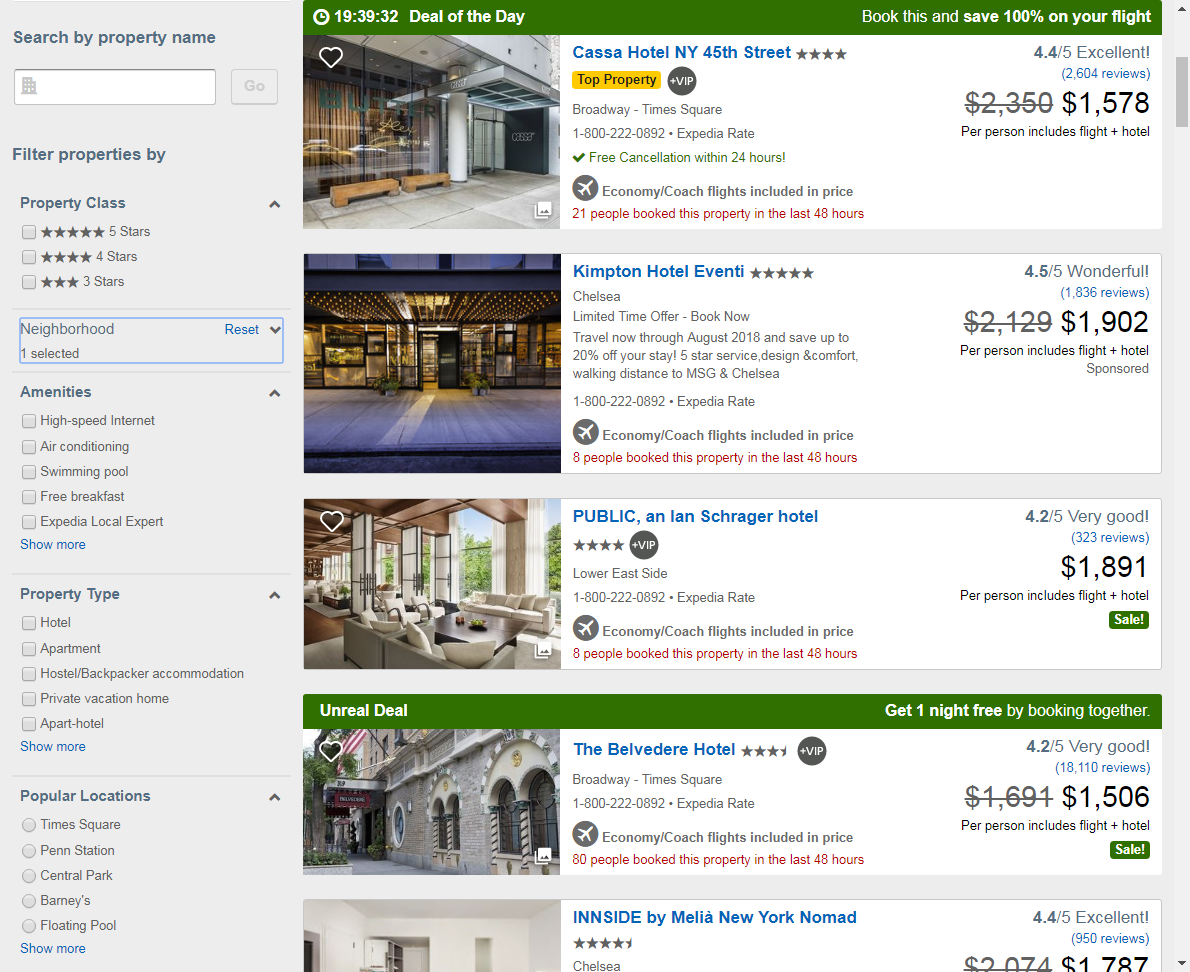 Search by property name
Go
Filter properties by
Property Class
5 Stars
4 Stars
3 Stars
Neighborhood Reset
1 selected
Amenities
High-speed Internet
Air conditioning
Swimming pool
Free breakfast
Expedia Local Expert
Show more
Property Type
Hotel
Apartment
Hostel/Backpacker accommodation
Private vacation home
Apart-hotel
Show more
Popular Locations
Times Square
Penn Station
Central Park
Barney's
Floating Pool
Show more
19:39:32 Deal of the Day Book this and save 100% on your flight
Cassa Hotel NY 45th Street
Top Property +VIP
Broadway - Times Square
1-800-222-0892 • Expedia Rate
Free Cancellation within 24 hours!
Economy/Coach flights included in price
21 people booked this property in the last 48 hours
4.4/5 Excellent!
(2,604 reviews)
$2,350 $1,578
Per person includes flight + hotel
Kimpton Hotel Eventi
Chelsea
Limited Time Offer - Book Now
Travel now through August 2018 and save up to
20% off your stay! 5 star service,design &comfort,
walking distance to MSG & Chelsea
1-800-222-0892 • Expedia Rate
Economy/Coach flights included in price
8 people booked this property in the last 48 hours
4.5/5 Wonderful!
(1,836 reviews)
$2,129 $1,902
Per person includes flight + hotel
Sponsored
PUBLIC, an Ian Schrager hotel
+VIP
Lower East Side
1-800-222-0892 • Expedia Rate
Economy/Coach flights included in price
8 people booked this property in the last 48 hours
4.2/5 Very good!
(323 reviews)
$1,891
Per person includes flight + hotel
Sale!
Unreal Deal Get 1 night free by booking together.
BELVEDERE
The Belvedere Hotel +VIP
Broadway - Times Square
1-800-222-0892 • Expedia Rate
Economy/Coach flights included in price
80 people booked this property in the last 48 hours
4.2/5 Very good!
(18,110 reviews)
$1,691 $1,506
Per person includes flight + hotel
Sale!
INNSIDE by Melià New York Nomad
Chelsea
4.4/5 Excellent!
(950 reviews)
$2,074 $1,787